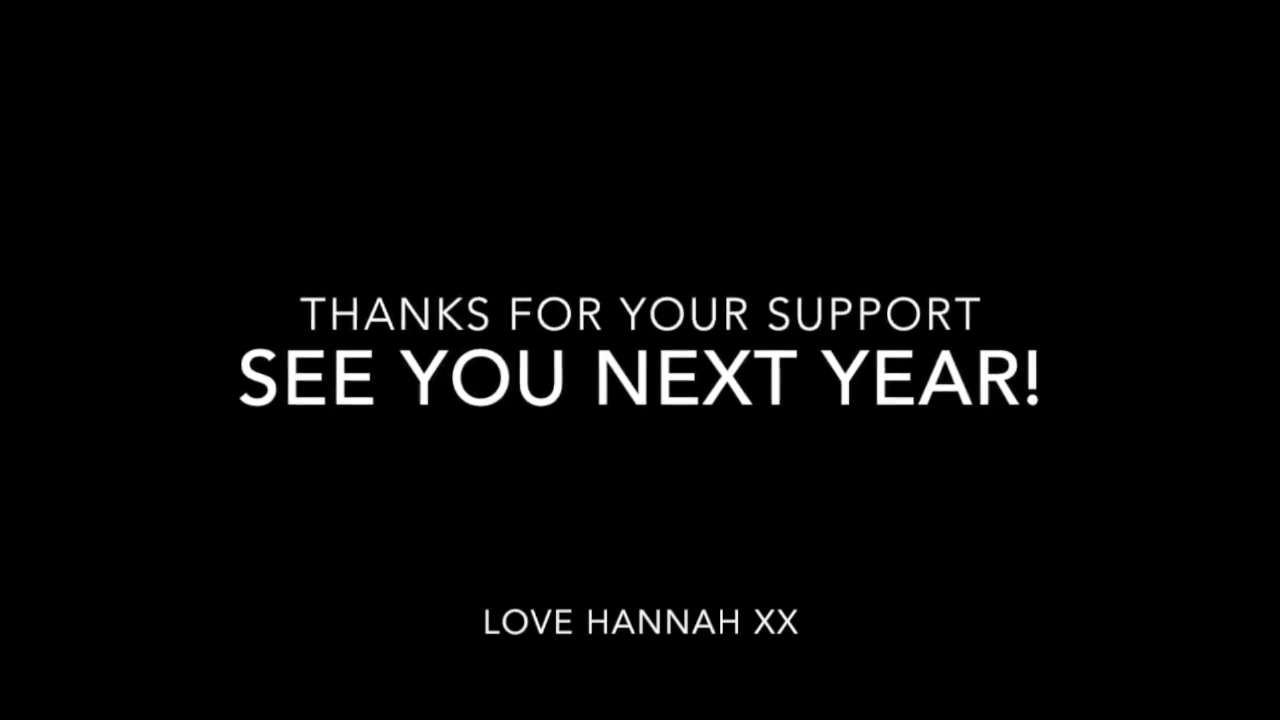 THANKS FOR YOUR SUPPORT
SEE YOU NEXT YEAR!
LOVE HANNAH XX